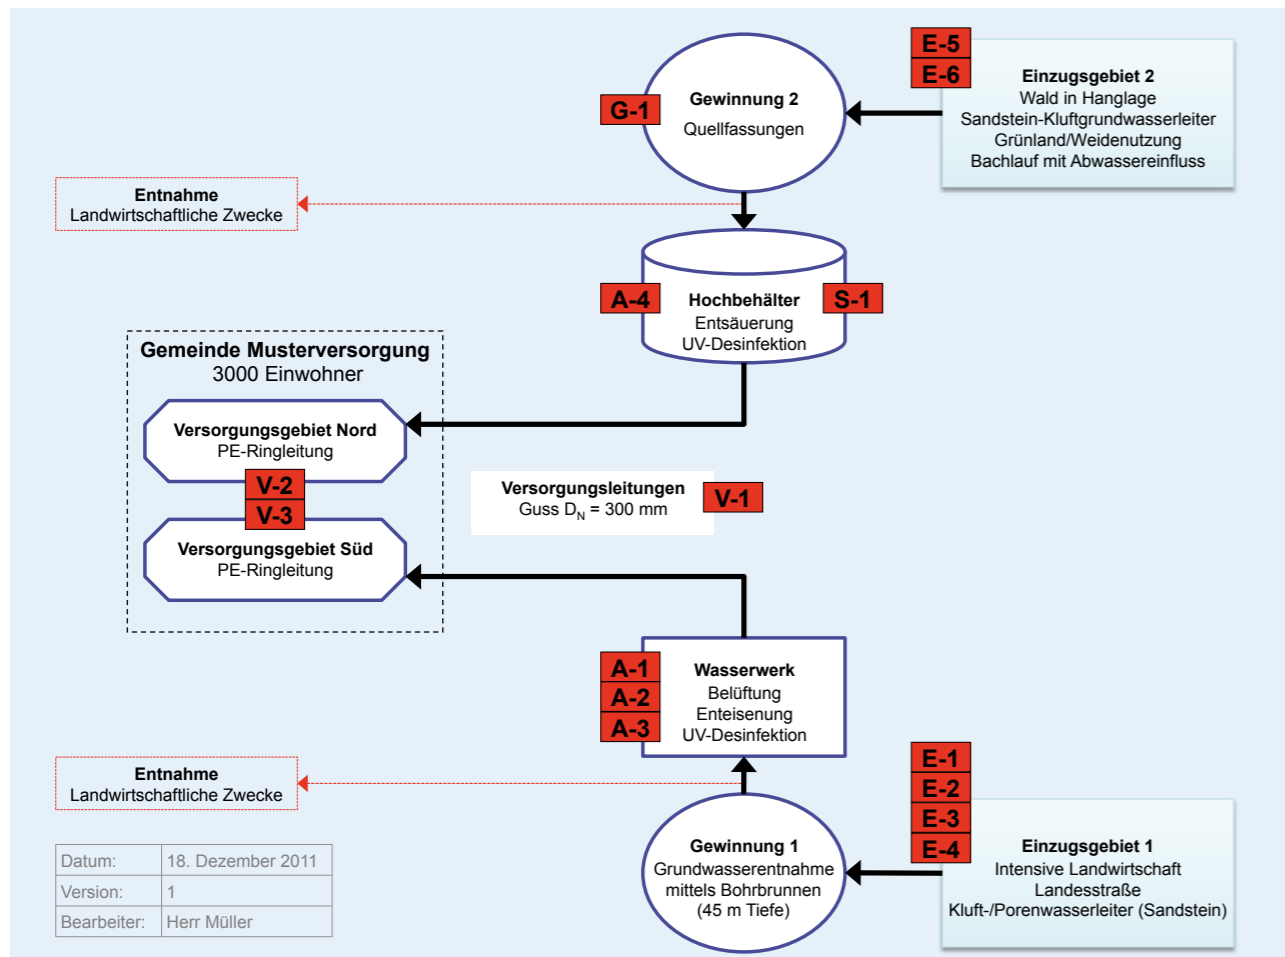 E-5
E-6
Einzugsgebiet 2
Wald in Hanglage
Sandstein-Kluftgrundwasserleiter
Grünland/Weidenutzung
Bachlauf mit Abwassereinfluss
Gewinnung 2
Quellfassungen
G-1
Entnahme
Landwirtschaftliche Zwecke
A-4
Hochbehälter
Entsäuerung
UV-Desinfektion
S-1
Gemeinde Musterversorgung
3000 Einwohner
Versorgungsgebiet Nord
PE-Ringleitung
V-2
V-3
Versorgungsgebiet Süd
PE-Ringleitung
Versorgungsleitungen
Guss D_N = 300 mm
V-1
A-1
A-2
A-3
Wasserwerk
Belüftung
Enteisenung
UV-Desinfektion
Entnahme
Landwirtschaftliche Zwecke
Gewinnung 1
Grundwasserentnahme
mittels Bohrbrunnen
(45 m Tiefe)
E-1
E-2
E-3
E-4
Einzugsgebiet 1
Intensive Landwirtschaft
Landesstraße
Kluft-/Porenwasserleiter (Sandstein)
Datum: 18. Dezember 2011
Version: 1
Bearbeiter: Herr Müller